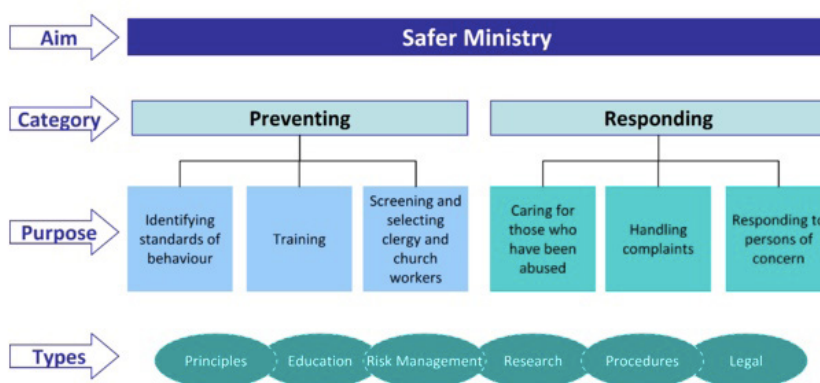 Aim
Safer Ministry
Category
Preventing
Responding
Purpose
Identifying
standards of
behaviour
Training
Screening and
selecting
clergy and
church
workers
Caring for
those who
have been
abused
Handling
complaints
Responding to
persons of
concern
Types
Principles
Education
Risk Management
Research
Procedures
Legal